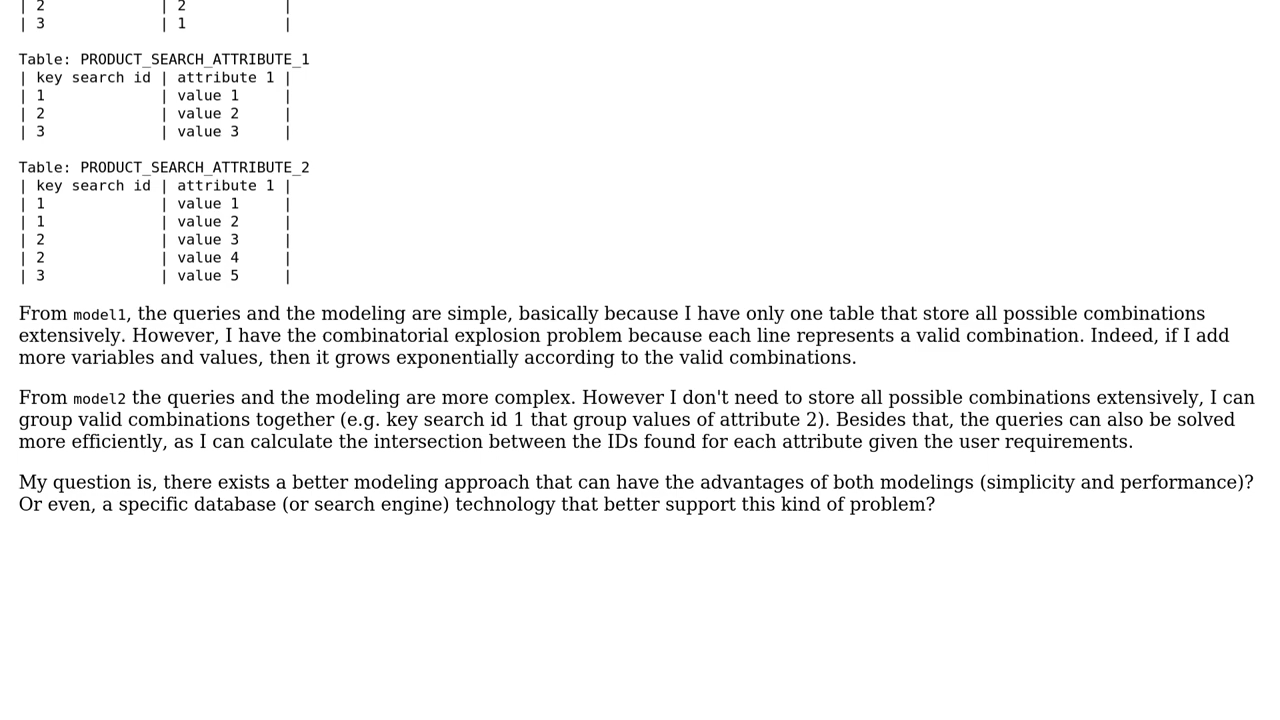 | 2             | 2           |
| 3             | 1           |
Table: PRODUCT_SEARCH_ATTRIBUTE_1
| key search id | attribute 1 |
| 1             | value 1     |
| 2             | value 2     |
| 3             | value 3     |
Table: PRODUCT_SEARCH_ATTRIBUTE_2
| key search id | attribute 1 |
| 1             | value 1     |
| 1             | value 2     |
| 2             | value 3     |
| 2             | value 4     |
| 3             | value 5     |
From model1, the queries and the modeling are simple, basically because I have only one table that store all possible combinations
extensively. However, I have the combinatorial explosion problem because each line represents a valid combination. Indeed, if I add
more variables and values, then it grows exponentially according to the valid combinations.
From model2 the queries and the modeling are more complex. However I don't need to store all possible combinations extensively, I can
group valid combinations together (e.g. key search id 1 that group values of attribute 2). Besides that, the queries can also be solved
more efficiently, as I can calculate the intersection between the IDs found for each attribute given the user requirements.
My question is, there exists a better modeling approach that can have the advantages of both modelings (simplicity and performance)?
Or even, a specific database (or search engine) technology that better support this kind of problem?